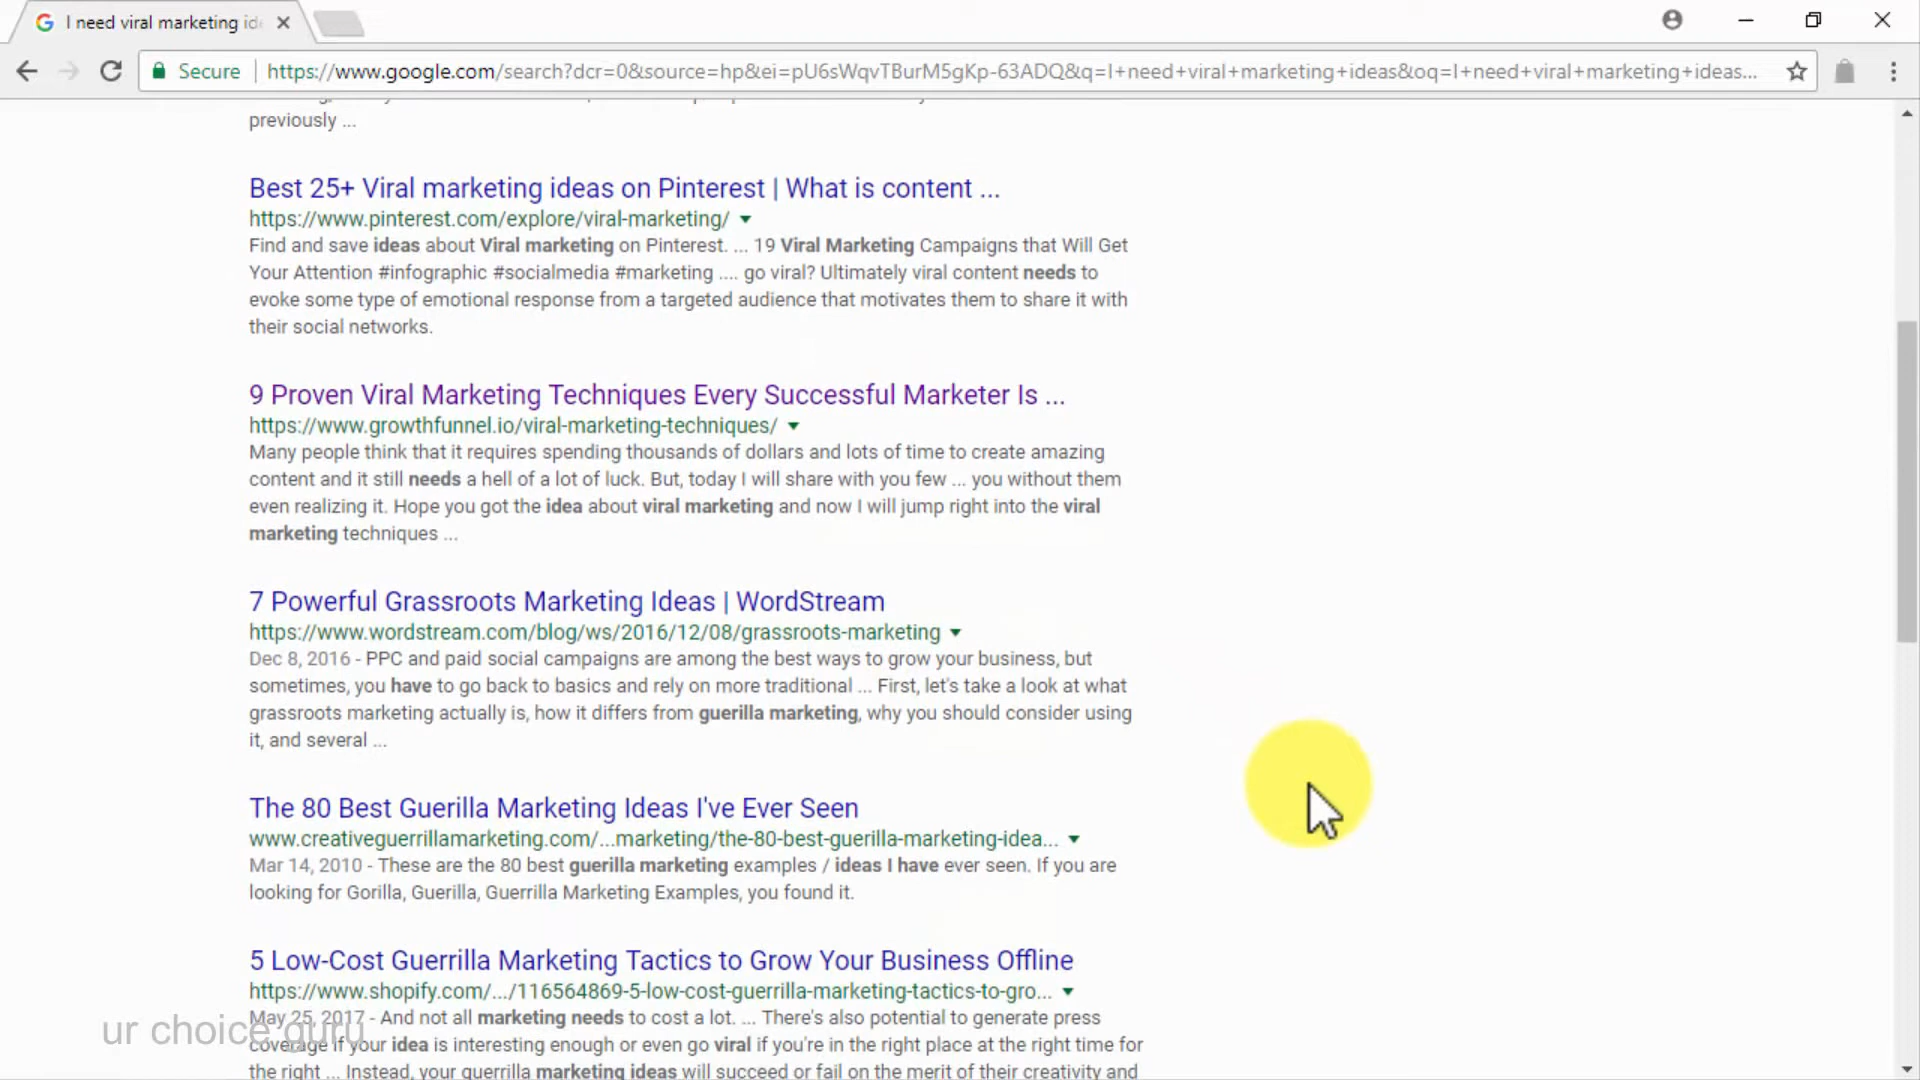 I need viral marketing id
Secure
https://www.google.com/search?dcr=0&source=hp&ei=pU6sWqvTBurM5gKp-63ADQ&q=I+need+viral+marketing+ideas&oq=I+need+viral+marketing+ideas...
previously ...
Best 25+ Viral marketing ideas on Pinterest | What is content ...
https://www.pinterest.com/explore/viral-marketing/
Find and save ideas about Viral marketing on Pinterest. ... 19 Viral Marketing Campaigns that Will Get
Your Attention #infographic #socialmedia #marketing .... go viral? Ultimately viral content needs to
evoke some type of emotional response from a targeted audience that motivates them to share it with
their social networks.
9 Proven Viral Marketing Techniques Every Successful Marketer Is ...
https://www.growthfunnel.io/viral-marketing-techniques/
Many people think that it requires spending thousands of dollars and lots of time to create amazing
content and it still needs a hell of a lot of luck. But, today I will share with you few ... you without them
even realizing it. Hope you got the idea about viral marketing and now I will jump right into the viral
marketing techniques ...
7 Powerful Grassroots Marketing Ideas | WordStream
https://www.wordstream.com/blog/ws/2016/12/08/grassroots-marketing
Dec 8, 2016 - PPC and paid social campaigns are among the best ways to grow your business, but
sometimes, you have to go back to basics and rely on more traditional ... First, let's take a look at what
grassroots marketing actually is, how it differs from guerilla marketing, why you should consider using
it, and several ...
The 80 Best Guerilla Marketing Ideas I've Ever Seen
www.creativeguerrillamarketing.com/...marketing/the-80-best-guerilla-marketing-idea...
Mar 14, 2010 - These are the 80 best guerilla marketing examples / ideas I have ever seen. If you are
looking for Gorilla, Guerilla, Guerrilla Marketing Examples, you found it.
5 Low-Cost Guerrilla Marketing Tactics to Grow Your Business Offline
https://www.shopify.com/.../116564869-5-low-cost-guerrilla-marketing-tactics-to-gro...
May 25, 2017 - And not all marketing needs to cost a lot. ... There's also potential to generate press
ur choice guru
coverage if your idea is interesting enough or even go viral if you're in the right place at the right time for
the right ... Instead, your guerrilla marketing ideas will succeed or fail on the merit of their creativity and